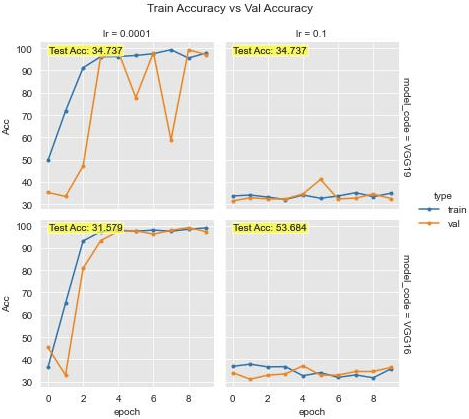 Train Accuracy vs Val Accuracy
lr = 0.0001
lr = 0.1
Test Acc: 34.737
Test Acc: 34.737
100
90
80
70
60
50
40
30
Acc
model_code = VGG19
type
train
val
Test Acc: 31.579
Test Acc: 53.684
100
90
80
70
60
50
40
30
Acc
model_code = VGG16
0 2 4 6 8
0 2 4 6 8
epoch
epoch